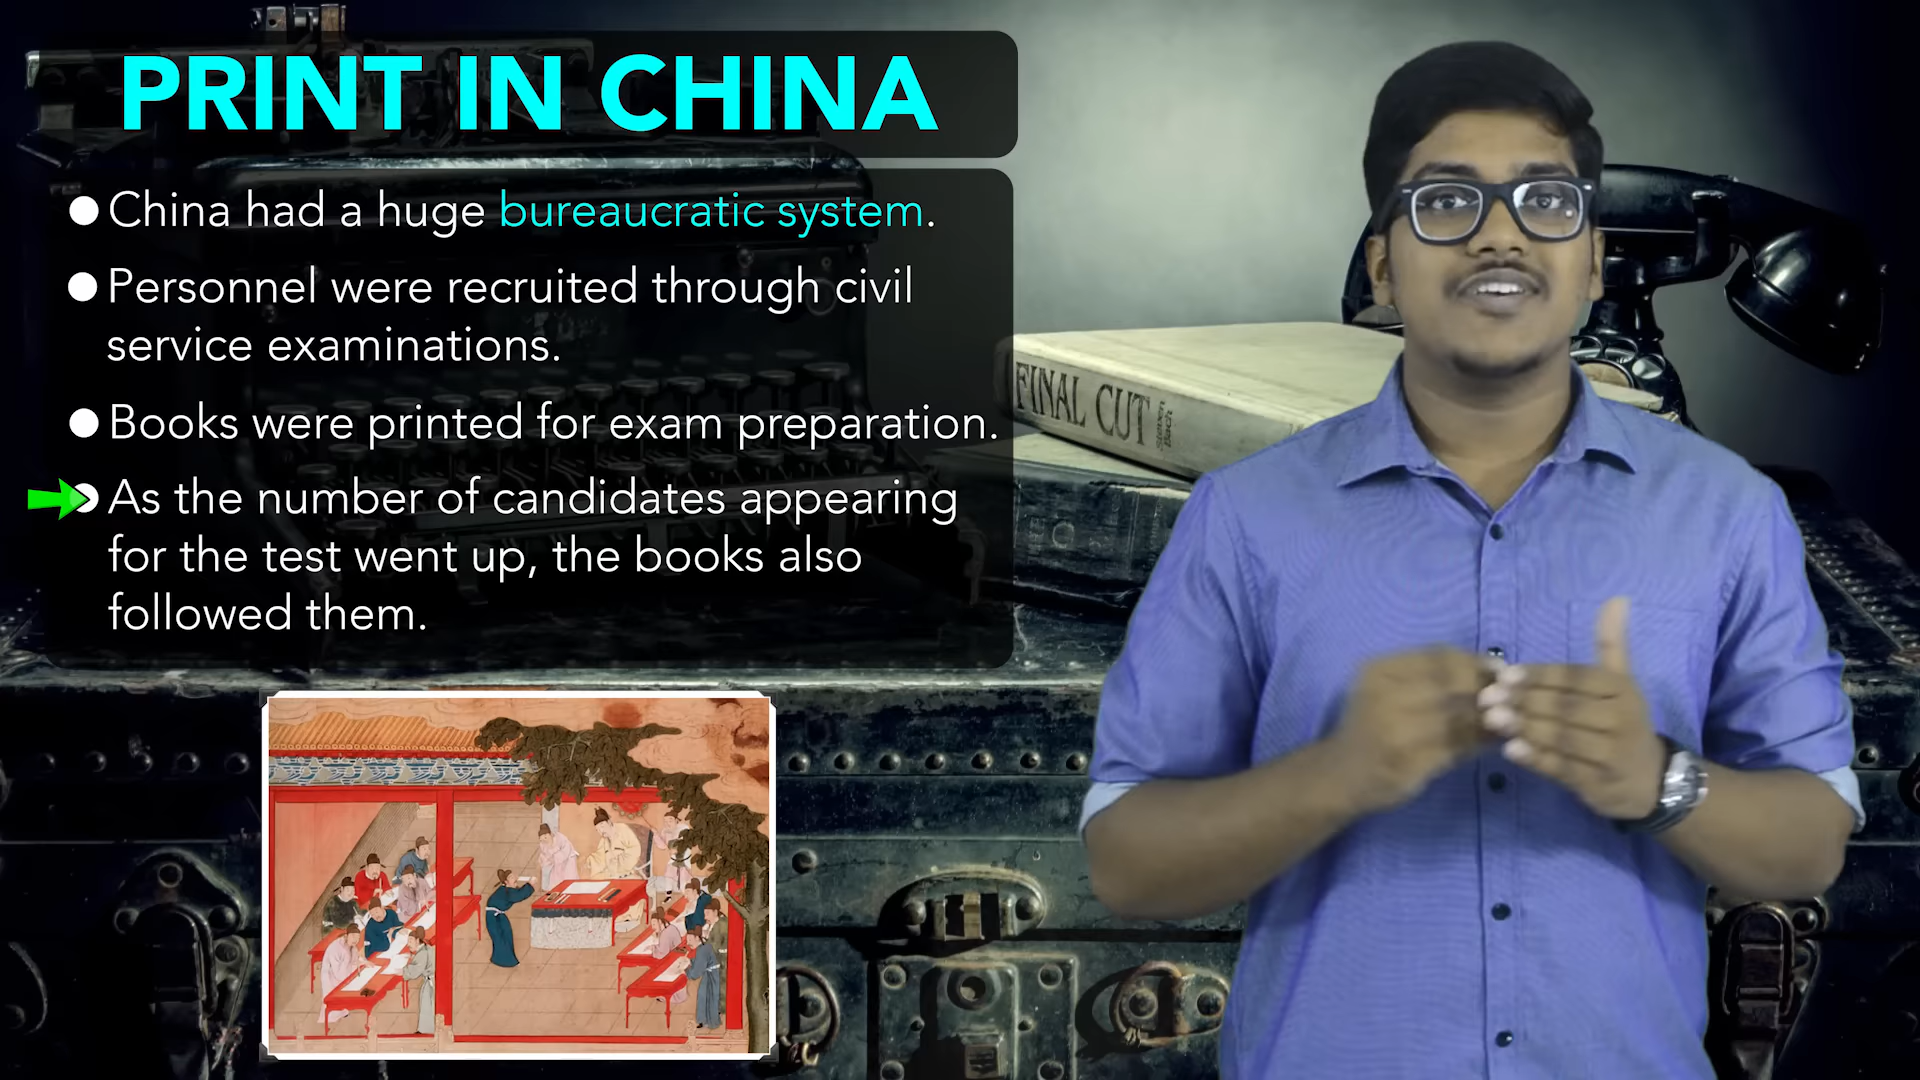 PRINT IN CHINA
China had a huge bureaucratic system.
Personnel were recruited through civil
service examinations.
Books were printed for exam preparation.
As the number of candidates appearing
for the test went up, the books also
followed them.
FINAL CUT
Steven
Bach